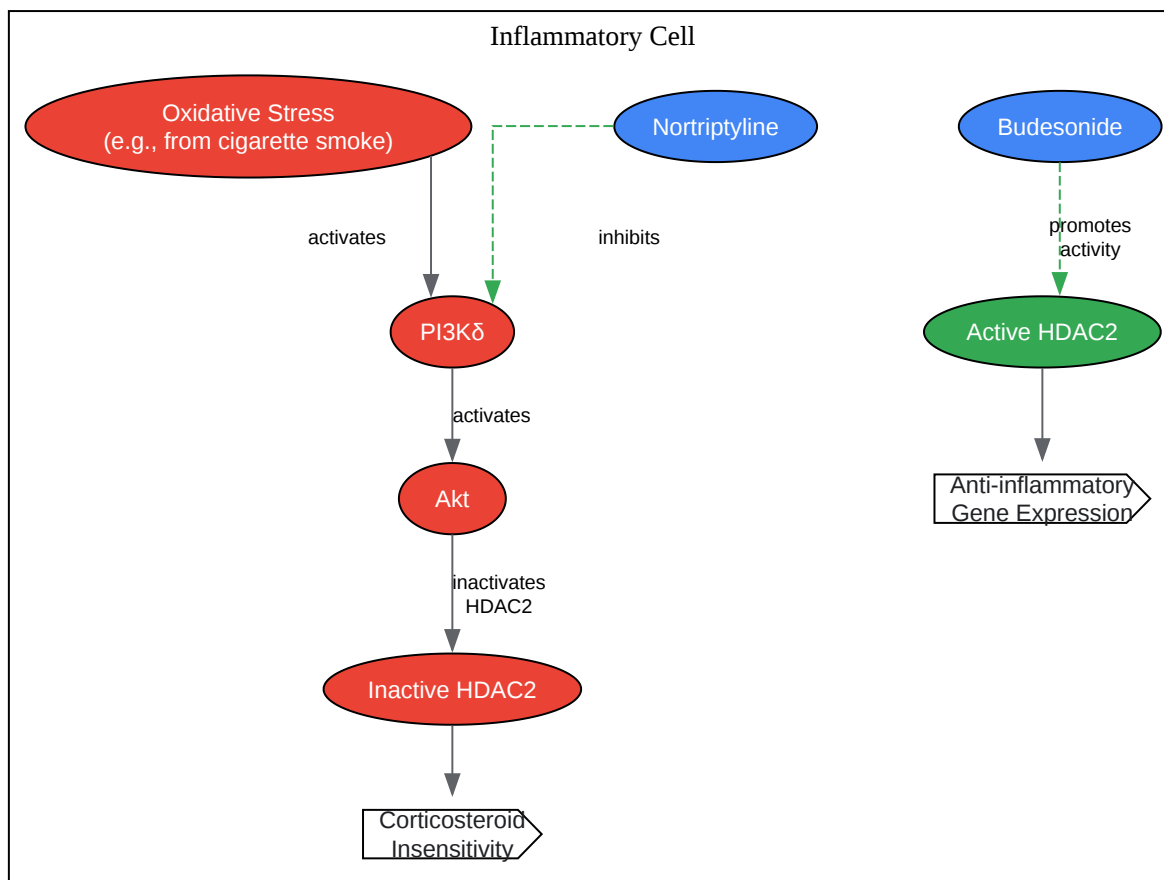 Inflammatory Cell
Oxidative Stress
(e.g., from cigarette smoke)
Nortriptyline
Budesonide
activates
inhibits
promotes
activity
PI3Kδ
Active HDAC2
activates
Akt
Anti-inflammatory
Gene Expression
inactivates
HDAC2
Inactive HDAC2
Corticosteroid
Insensitivity